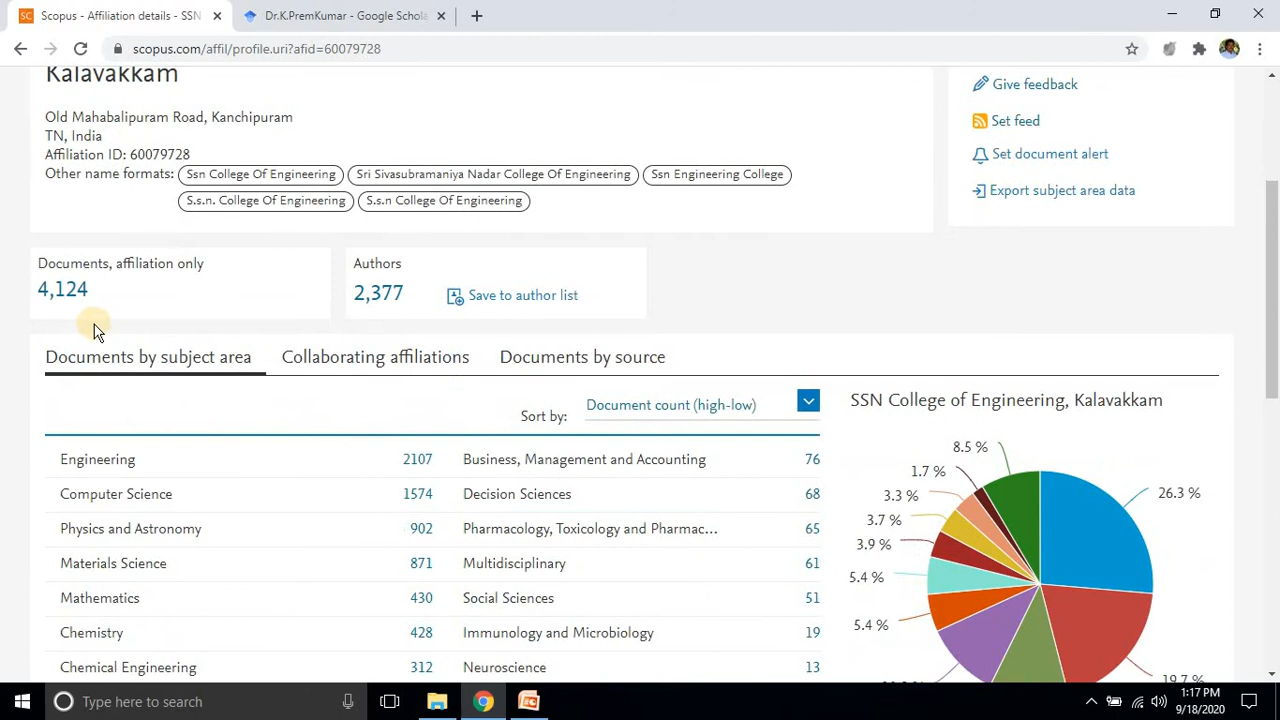 Scopus - Affiliation details - SSN
Dr.K.PremKumar - Google Schola
scopus.com/affil/profile.uri?afid=60079728
Kalavakkam
Old Mahabalipuram Road, Kanchipuram
TN, India
Affiliation ID: 60079728
Other name formats: Ssn College Of Engineering Sri Sivasubramaniya Nadar College Of Engineering Ssn Engineering College
S.s.n. College Of Engineering S.s.n College Of Engineering
Give feedback
Set feed
Set document alert
Export subject area data
Documents, affiliation only
4,124
Authors
2,377 Save to author list
Documents by subject area Collaborating affiliations Documents by source
Sort by: Document count (high-low)
Engineering 2107 Business, Management and Accounting 76
Computer Science 1574 Decision Sciences 68
Physics and Astronomy 902 Pharmacology, Toxicology and Pharmac... 65
Materials Science 871 Multidisciplinary 61
Mathematics 430 Social Sciences 51
Chemistry 428 Immunology and Microbiology 19
Chemical Engineering 312 Neuroscience 13
SSN College of Engineering, Kalavakkam
8.5 %
1.7 %
26.3 %
3.3 %
3.7 %
3.9 %
5.4 %
5.4 %
19.7 %
Type here to search
1:17 PM
9/18/2020